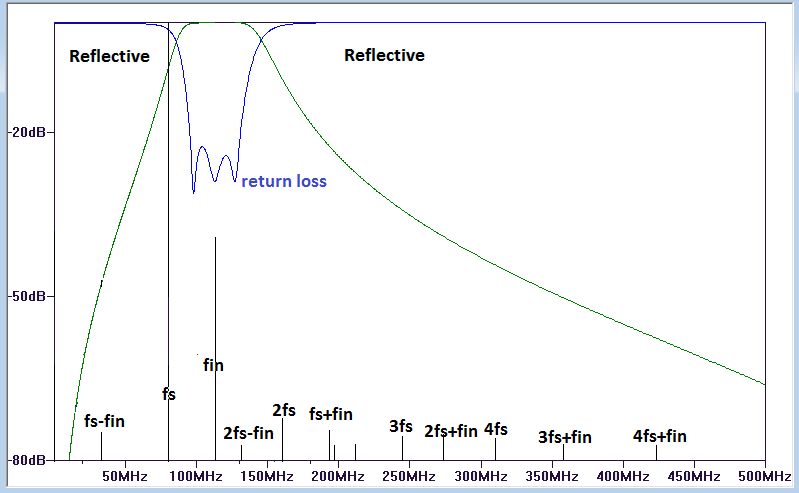 Reflective
Reflective
-20dB
return loss
-50dB
fin
fs
fs-fin
2fs-fin
2fs
fs+fin
3fs
2fs+fin
4fs
3fs+fin
4fs+fin
-80dB
50MHz
100MHz
150MHz
200MHz
250MHz
300MHz
350MHz
400MHz
450MHz
500MHz